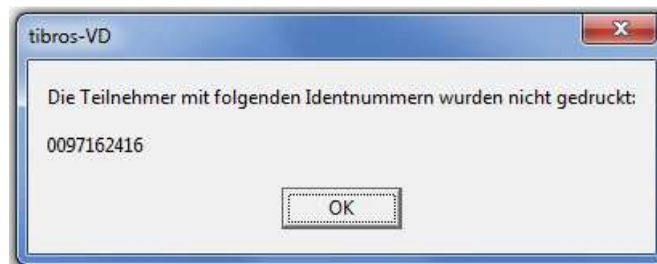 tibros-VD
Die Teilnehmer mit folgenden Identnummern wurden nicht gedruckt:
0097162416
OK